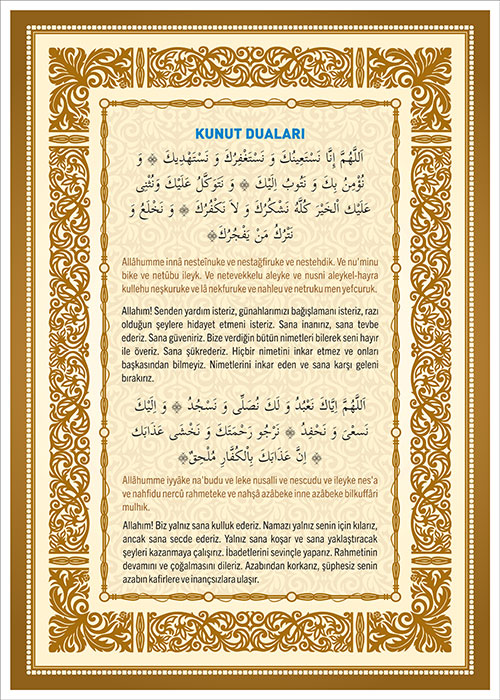 KUNUT DUALARI
اَللَّهُمَّ إِنَّا نَسْتَعِينُكَ وَ نَسْتَغْفِرُكَ وَ نَسْتَهْدِيكَ ۞ وَ
نُؤْمِنُ بِكَ وَ نَتُوبُ اِلَيْكَ ۞ وَ نَتَوَكَّلُ عَلَيْكَ وَنُثْنِى
عَلَيْكَ اْلخَيْرَ كُلَّهُ نَشْكُرُكَ وَ لاَ نَكْفُرُكَ ۞ وَ نَخْلَعُ وَ
نَتْرُكُ مَنْ يَفْجُرُكَ۞
Allâhumme innâ nesteînuke ve nestağfiruke ve nestehdik. Ve nu'minu
bike ve netûbu ileyk. Ve netevekkelu aleyke ve nusni aleykel-hayra
kullehu neşkuruke ve lâ nekfuruke ve nahleu ve netruku men yefcuruk.
Allahım! Senden yardım isteriz, günahlarımızı bağışlamanı isteriz, razı
olduğun şeylere hidayet etmeni isteriz. Sana inanırız, sana tevbe
ederiz. Sana güveniriz. Bize verdiğin bütün nimetleri bilerek seni hayır
ile överiz. Sana şükrederiz. Hiçbir nimetini inkar etmez ve onları
başkasından bilmeyiz. Nimetlerini inkar eden ve sana karşı geleni
bırakırız.
اَللَّهُمَّ اِيَّاكَ نَعْبُدُ وَ لَكَ نُصَلِّى وَ نَسْجُدُ ۞ وَ اِلَيْكَ
نَسْعَى وَ نَحْفِدُ ۞ نَرْجُو رَحْمَتَكَ وَ نَخْشَى عَذَابَكَ
۞ اِنَّ عَذَابَكَ بِاْلكُفَّارِ مُلْحِقٌ۞
Allâhumme iyyâke na'budu ve leke nusalli ve nescudu ve ileyke nes'a
ve nahfidu nercû rahmeteke ve nahşâ azâbeke inne azâbeke bilkuffâri
mulhik.
Allahım! Biz yalnız sana kulluk ederiz. Namazı yalnız senin için kılarız,
ancak sana secde ederiz. Yalnız sana koşar ve sana yaklaştıracak
şeyleri kazanmaya çalışırız. İbadetlerini sevinçle yaparız. Rahmetinin
devamını ve çoğalmasını dileriz. Azabından korkarız, şüphesiz senin
azabın kafirlere ve inançsızlara ulaşır.